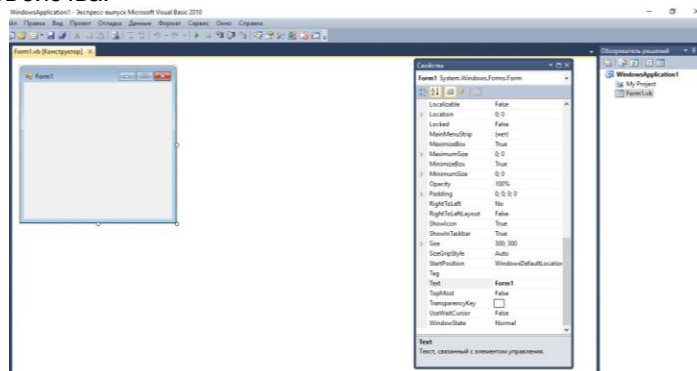 WindowsApplication1 - Экспресс-выпуск Microsoft Visual Basic 2010
Правка Вид Проект Отладка Данные Формат Сервис Окно Справка
Form1.vb [Конструктор]
Form1
Свойства
Form1 System.Windows.Forms.Form
Localizable False
Location 0; 0
Locked False
MainMenuStrip (нет)
MaximizeBox True
MaximumSize 0; 0
MinimizeBox True
MinimumSize 0; 0
Opacity 100%
Padding 0; 0; 0; 0
RightToLeft No
RightToLeftLayout False
ShowIcon True
ShowInTaskbar True
Size 300; 300
SizeGripStyle Auto
StartPosition WindowsDefaultLocation
Tag
Text Form1
TopMost False
TransparencyKey
UseWaitCursor False
WindowState Normal
Text
Текст, связанный с элементом управления.
Обозреватель решений
WindowsApplication1
My Project
Form1.vb